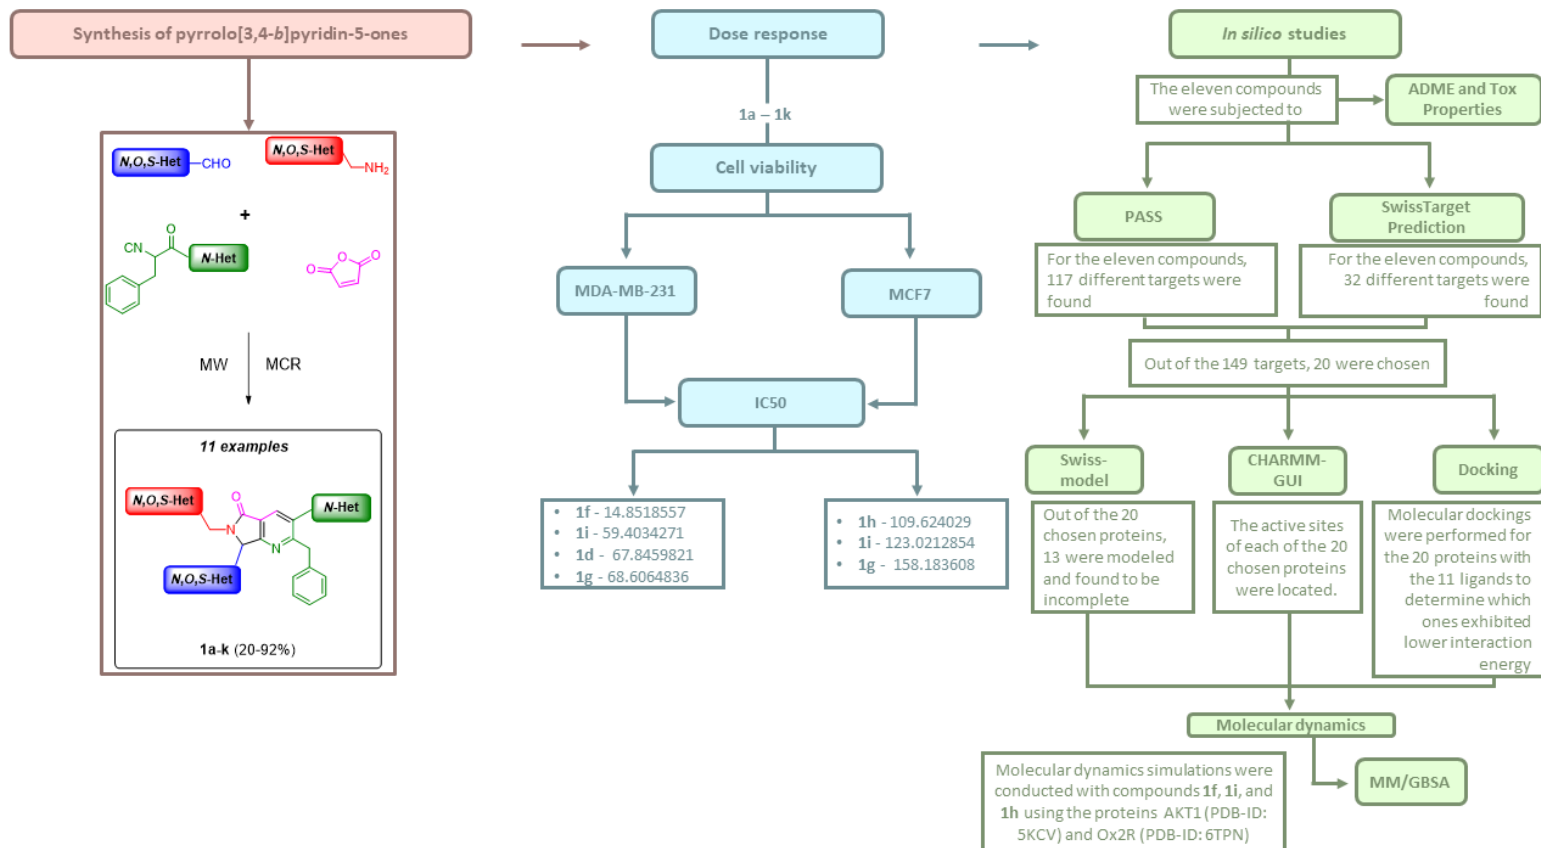 Synthesis of pyrrolo[3,4-b]pyridin-5-ones
N,O,S-Het
CHO
N,O,S-Het
NH2
+
CN
O
N-Het
O
O
O
MW
MCR
11 examples
N,O,S-Het
O
N-Het
N
N
N,O,S-Het
1a-k (20-92%)
Dose response
1a – 1k
Cell viability
MDA-MB-231
MCF7
IC50
• 1f - 14.8518557
• 1i - 59.4034271
• 1d - 67.8459821
• 1g - 68.6064836
• 1h - 109.624029
• 1i - 123.0212854
• 1g - 158.183608
In silico studies
The eleven compounds
were subjected to
ADME and Tox
Properties
PASS
For the eleven compounds,
117 different targets were
found
SwissTarget
Prediction
For the eleven compounds,
32 different targets were
found
Out of the 149 targets, 20 were chosen
Swiss-
model
Out of the 20
chosen proteins,
13 were modeled
and found to be
incomplete
CHARMM-
GUI
The active sites
of each of the 20
chosen proteins
were located.
Docking
Molecular dockings
were performed for
the 20 proteins with
the 11 ligands to
determine which
ones exhibited
lower interaction
energy
Molecular dynamics
Molecular dynamics simulations were
conducted with compounds 1f, 1i, and
1h using the proteins AKT1 (PDB-ID:
5KCV) and Ox2R (PDB-ID: 6TPN)
MM/GBSA